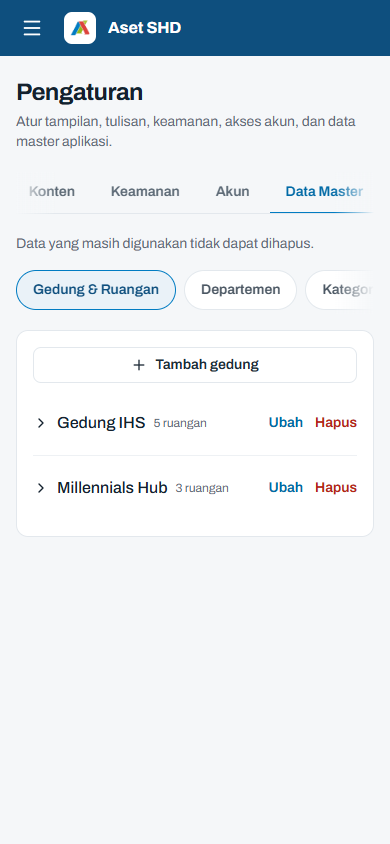 Aset SHD
Pengaturan
Atur tampilan, tulisan, keamanan, akses akun, dan data
master aplikasi.
Konten Keamanan Akun Data Master
Data yang masih digunakan tidak dapat dihapus.
Gedung & Ruangan Departemen
+ Tambah gedung
Gedung IHS 5 ruangan Ubah Hapus
Millennials Hub 3 ruangan Ubah Hapus